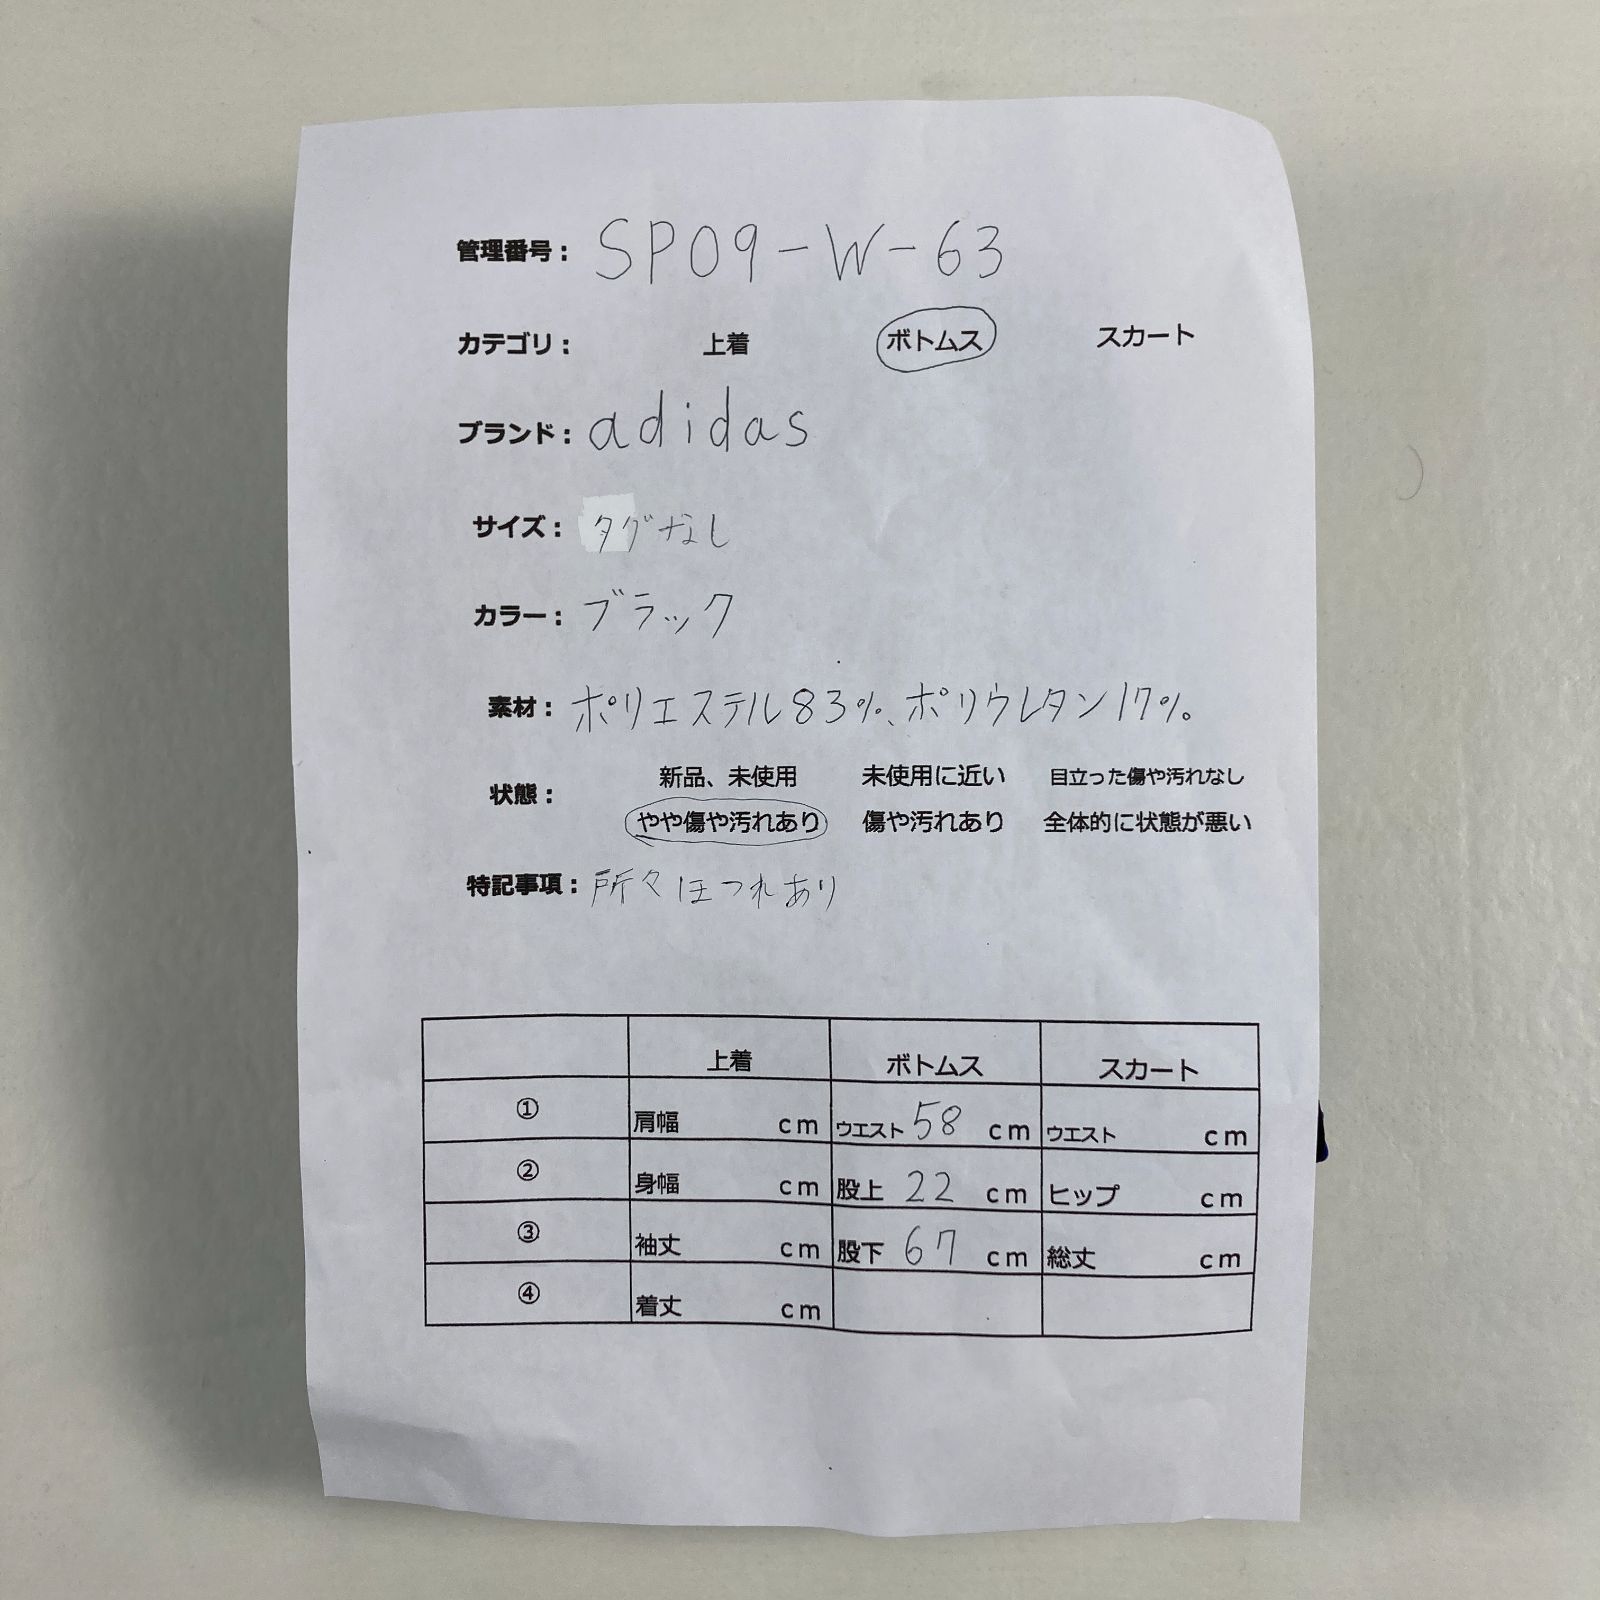 管理番号： SP09-W-63
カテゴリ： 上着 ボトムス スカート
ブランド： adidas
サイズ： タグなし
カラー： ブラック
素材： ポリエステル83%、ポリウレタン17%
状態： 新品、未使用 未使用に近い 目立った傷や汚れなし
やや傷や汚れあり 傷や汚れあり 全体的に状態が悪い
特記事項： 所々ほつれあり
上着 ボトムス スカート
① 肩幅 cm ウエスト 58 cm ウエスト cm
② 身幅 cm 股上 22 cm ヒップ cm
③ 袖丈 cm 股下 67 cm 総丈 cm
④ 着丈 cm